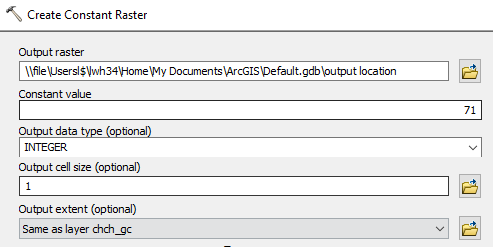 Create Constant Raster
Output raster
\\file\Usersl$\lwh34\Home\My Documents\ArcGIS\Default.gdb\output location
Constant value
71
Output data type (optional)
INTEGER
Output cell size (optional)
1
Output extent (optional)
Same as layer chch_gc